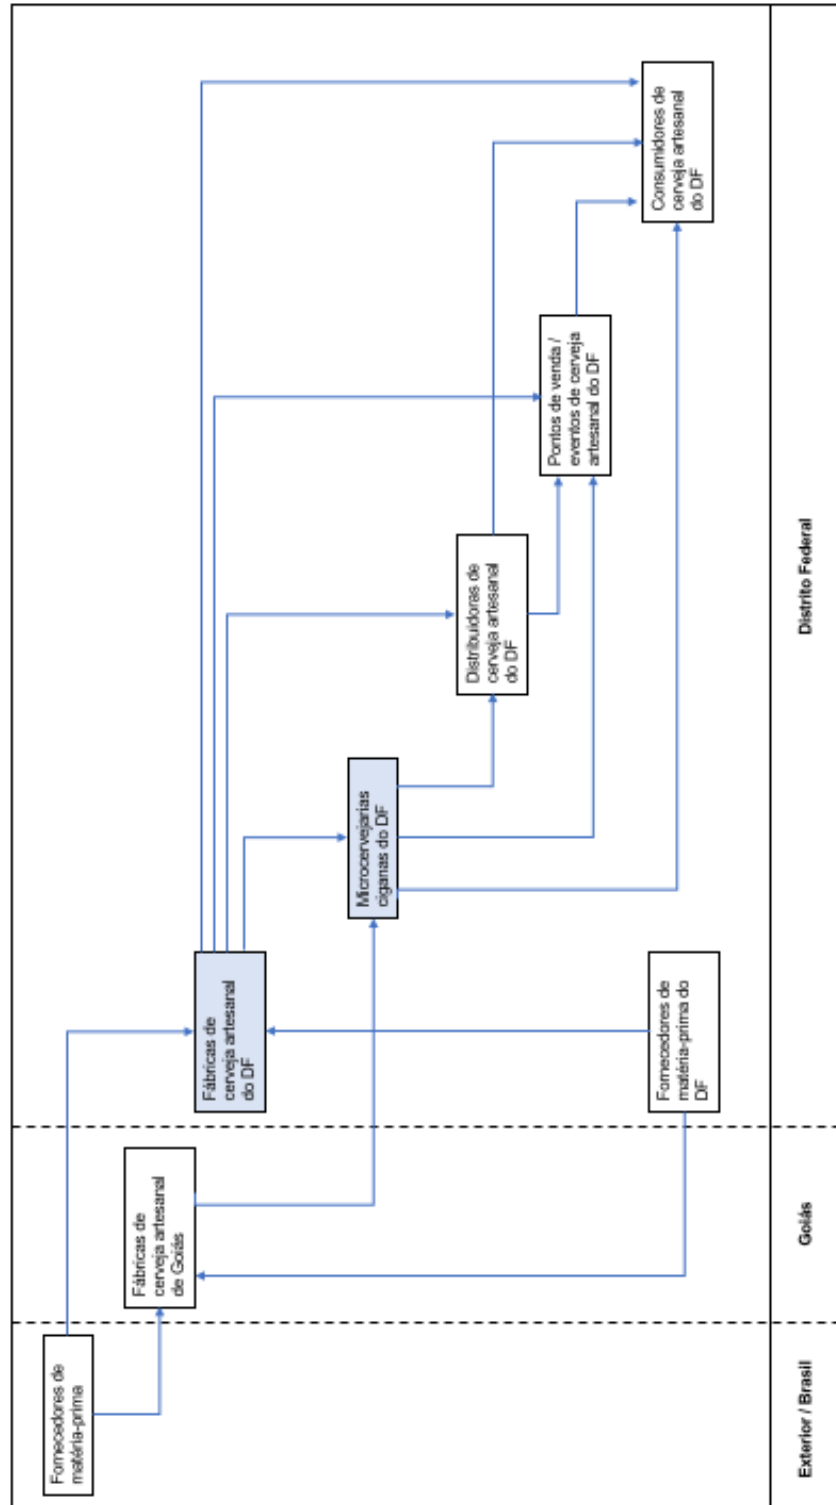 Fornecedores de
matéria-prima
Fábricas de
cerveja artesanal
de Goiás
Fábricas de
cerveja artesanal
do DF
Fornecedores de
matéria-prima do
DF
Microcervejarias
ciganas do DF
Distribuidoras de
cerveja artesanal
do DF
Pontos de venda /
eventos de cerveja
artesanal do DF
Consumidores de
cerveja artesanal
do DF
Exterior / Brasil
Goiás
Distrito Federal